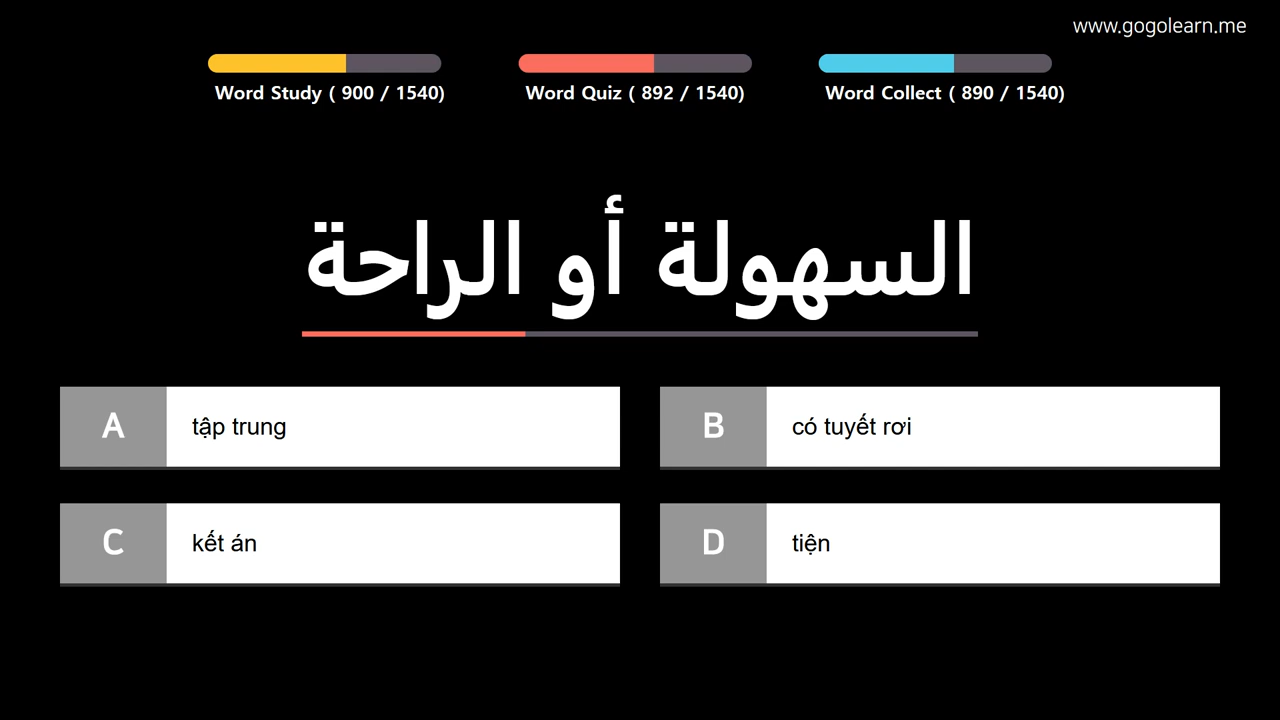 www.gogolearn.me
Word Study ( 900 / 1540)
Word Quiz ( 892 / 1540)
Word Collect ( 890 / 1540)
السهولة أو الراحة
A tập trung
B có tuyết rơi
C kết án
D tiện